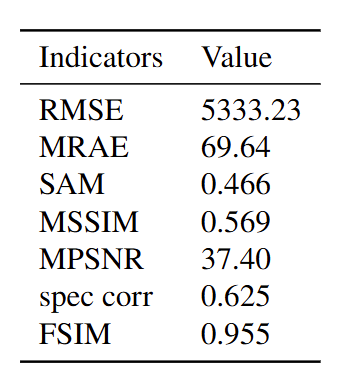 Indicators Value
RMSE 5333.23
MRAE 69.64
SAM 0.466
MSSIM 0.569
MPSNR 37.40
spec corr 0.625
FSIM 0.955